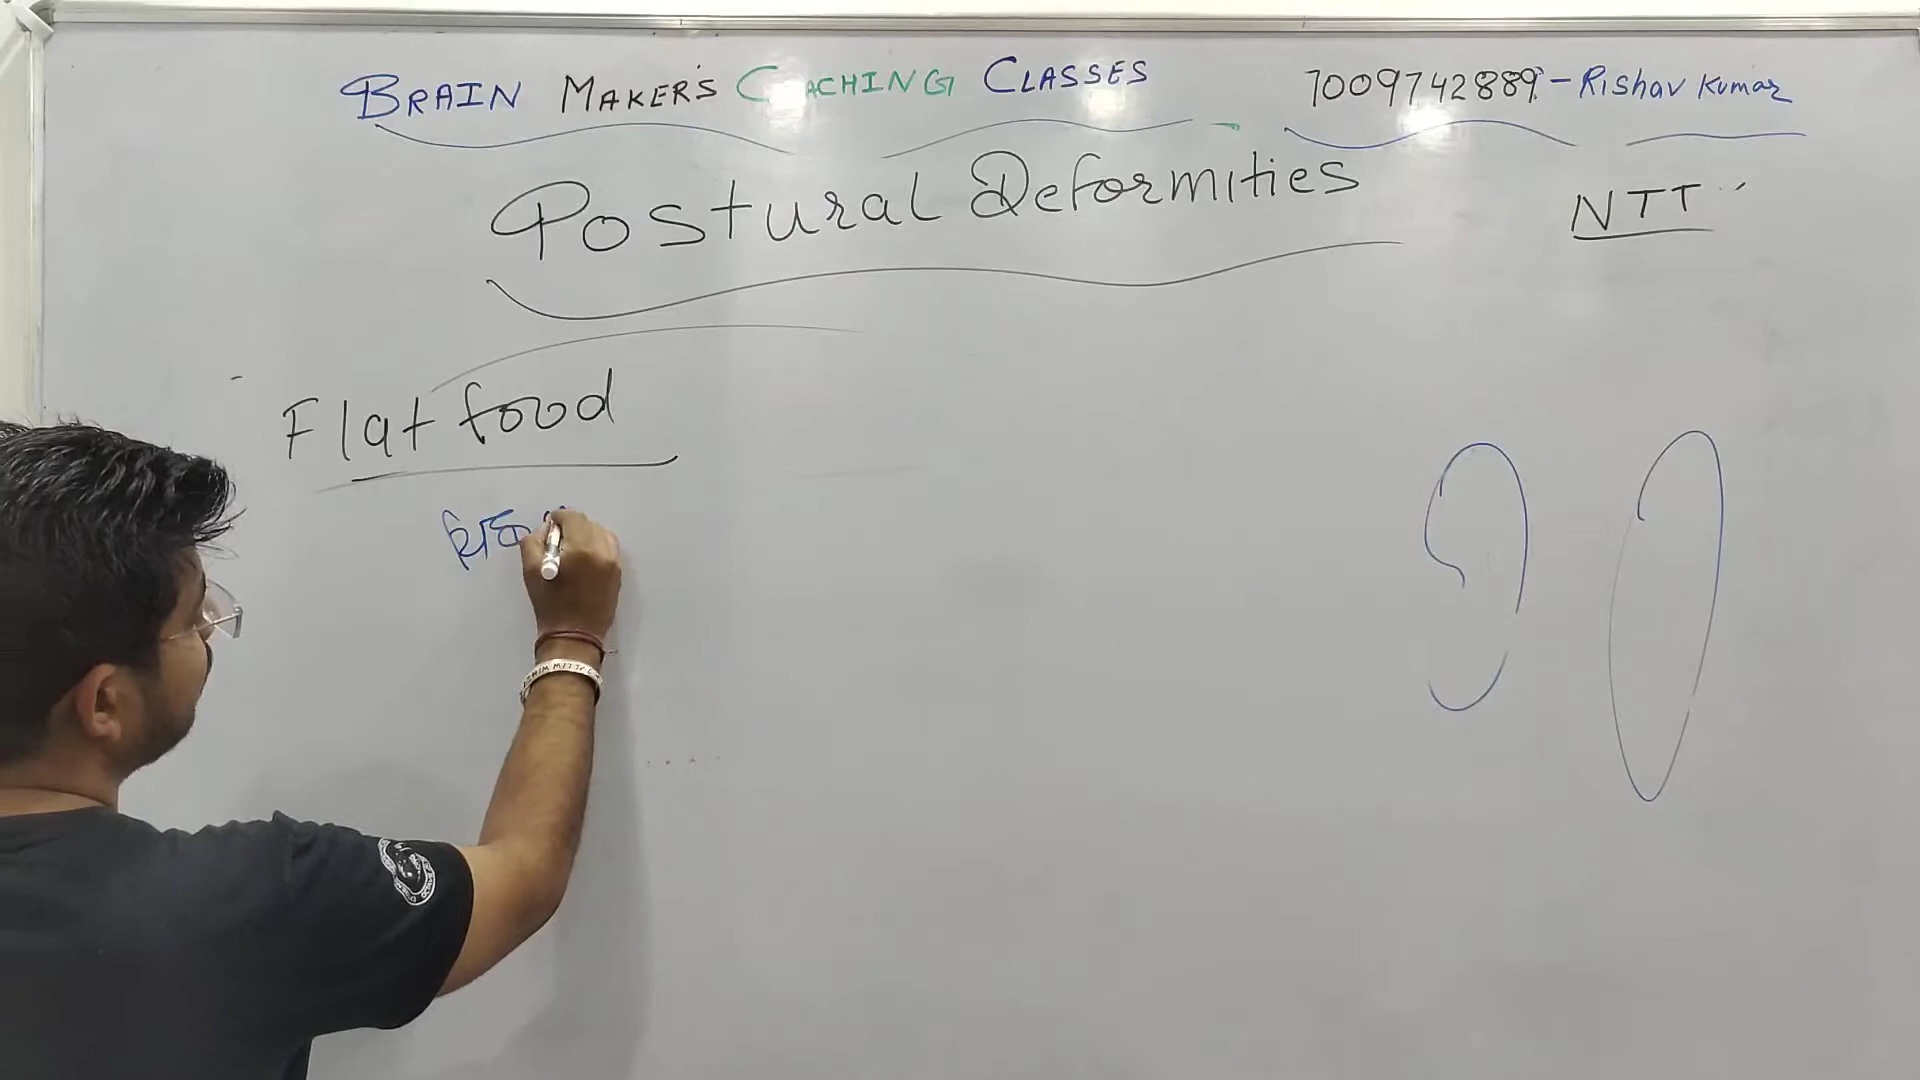 BRAIN MAKER'S COACHING CLASSES 7009742889 - Rishav Kumar
Postural Deformities
NTT
Flat food